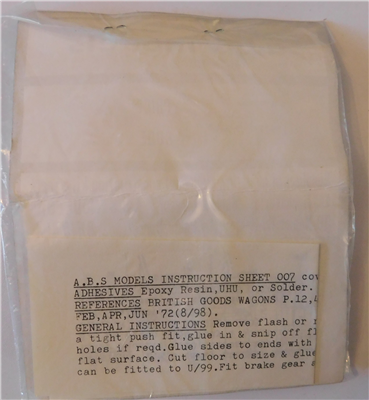 A.B.S MODELS INSTRUCTION SHEET 007 cov
ADHESIVES Epoxy Resin,UHU, or Solder.
REFERENCES BRITISH GOODS WAGONS P.12,
FEB,APR,JUN '72(8/98).
GENERAL INSTRUCTIONS Remove flash or
a tight push fit,glue in & snip off fl
holes if reqd.Glue sides to ends with
flat surface. Cut floor to size & glue
can be fitted to U/99.Fit brake gear